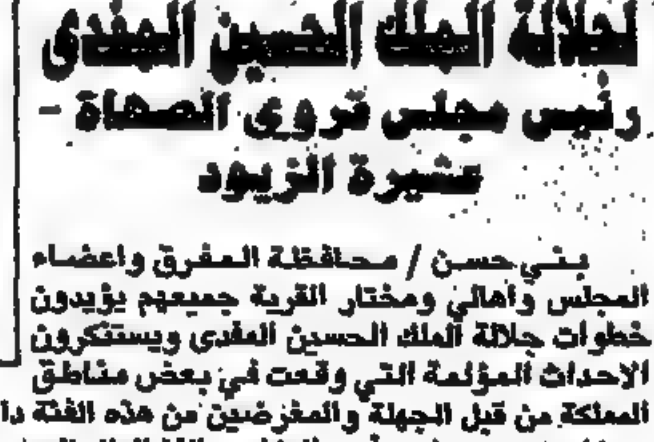 لجلالة الملك الحسين المفدى
رئيس مجلس قروي الصهاة -
عشيرة الزيود
بني حسن / محافظة المفرق واعضاء
المجلس واهالي ومختار القرية جميعهم يؤيدون
خطوات جلالة الملك الحسين المفدى ويستنكرون
الاحداث المؤلمة التي وقعت في بعض مناطق
المملكة من قبل الجهلة والمغرضين من هذه الفئة